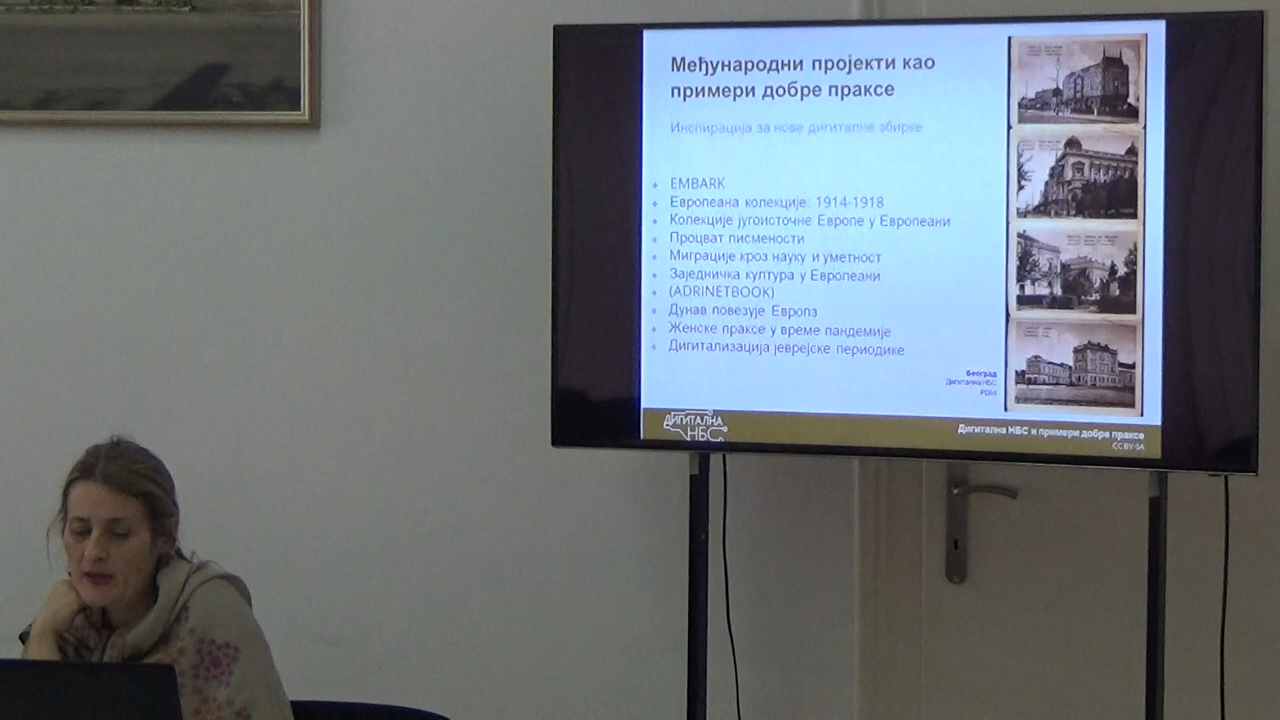 Међународни пројекти као
примери добре праксе
Инспирација за нове дигиталне збирке
EMBARK
Европеана колекције: 1914-1918
Колекције југоисточне Европе у Европеани
Процват писмености
Миграције кроз науку и уметност
Заједничка култура у Европеани
(ADRINETBOOK)
Дунав повезује Европэ
Женске праксе у време пандемије
Дигитализација јеврејске периодике
Београд
Дигитална НБС
PDM
ДИГИТАЛНА
НБС
Дигитална НБС и примери добре праксе
CC BY-SA